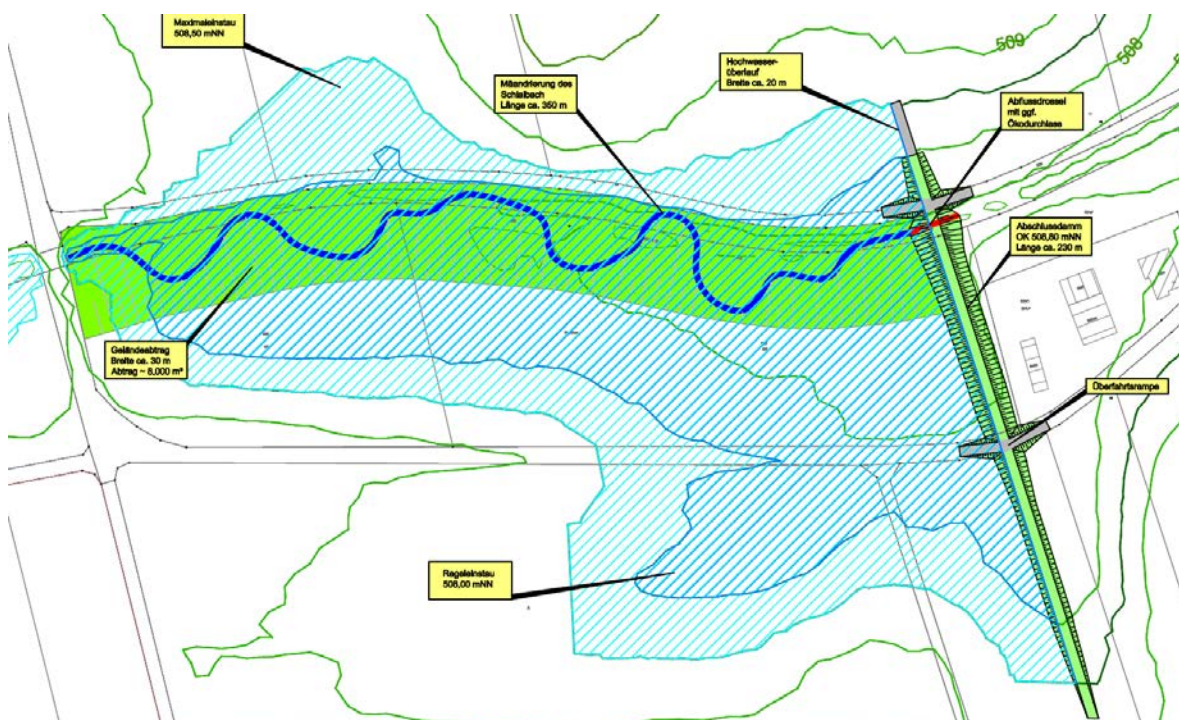 Maximaleinstau
508,50 mNN
Mäandrierung des
Schlaibach
Länge ca. 350 m
Hochwasser-
überlauf
Breite ca. 20 m
509
508
Abflussdrossel
mit ggf.
Ökodurchlass
Abschlussdamm
OK 508,80 mNN
Länge ca. 230 m
Geländeabtrag
Breite ca. 30 m
Abtrag ~ 8.000 m³
Überfahrtsrampe
Regeleinstau
508,00 mNN